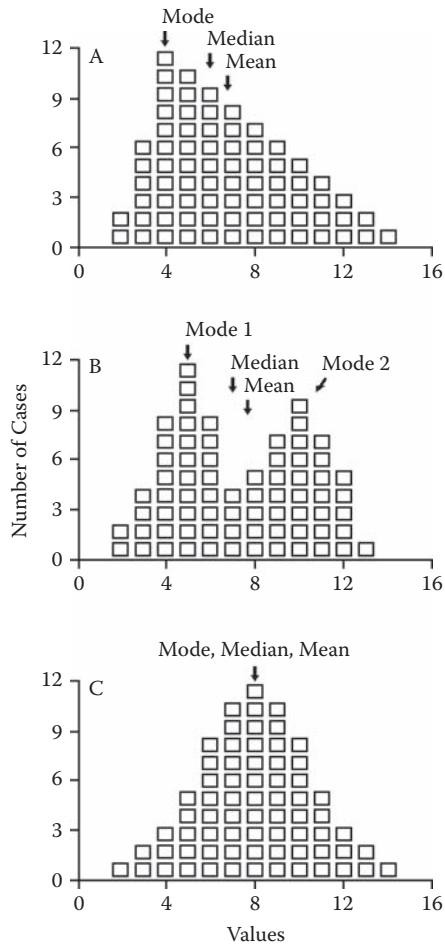 Mode
A
Median
Mean
12
9
6
3
0
0 4 8 12 16
Mode 1
B
Median
Mode 2
Mean
12
9
6
3
0
0 4 8 12 16
Number of Cases
Mode, Median, Mean
C
12
9
6
3
0
0 4 8 12 16
Values